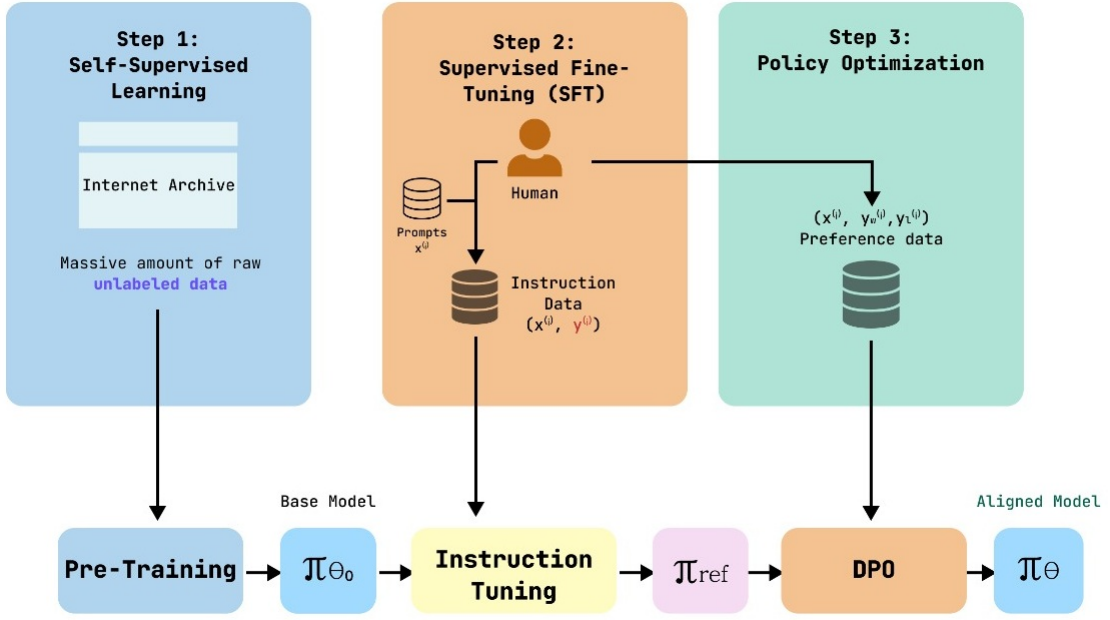 Step 1:
Self-Supervised
Learning
Internet Archive
Massive amount of raw
unlabeled data
Step 2:
Supervised Fine-
Tuning (SFT)
Human
Prompts
x⁽ʲ⁾
Instruction
Data
(x⁽ʲ⁾, y⁽ʲ⁾)
Step 3:
Policy Optimization
(x⁽ʲ⁾, y_w⁽ʲ⁾,y_l⁽ʲ⁾)
Preference data
Pre-Training
Base Model
πθ₀
Instruction
Tuning
πref
DPO
Aligned Model
πθ